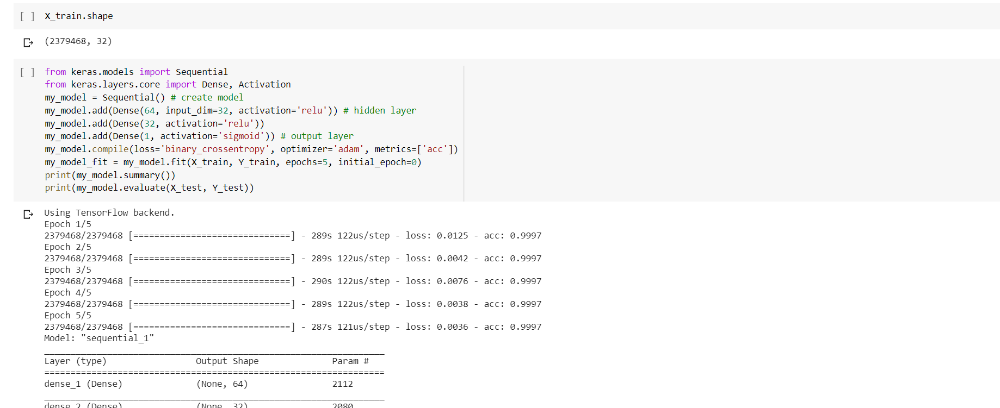 [ ] X_train.shape
(2379468, 32)
[ ] from keras.models import Sequential
from keras.layers.core import Dense, Activation
my_model = Sequential() # create model
my_model.add(Dense(64, input_dim=32, activation='relu')) # hidden layer
my_model.add(Dense(32, activation='relu'))
my_model.add(Dense(1, activation='sigmoid')) # output layer
my_model.compile(loss='binary_crossentropy', optimizer='adam', metrics=['acc'])
my_model_fit = my_model.fit(X_train, Y_train, epochs=5, initial_epoch=0)
print(my_model.summary())
print(my_model.evaluate(X_test, Y_test))
Using TensorFlow backend.
Epoch 1/5
2379468/2379468 [==============================] - 289s 122us/step - loss: 0.0125 - acc: 0.9997
Epoch 2/5
2379468/2379468 [==============================] - 289s 122us/step - loss: 0.0042 - acc: 0.9997
Epoch 3/5
2379468/2379468 [==============================] - 290s 122us/step - loss: 0.0076 - acc: 0.9997
Epoch 4/5
2379468/2379468 [==============================] - 289s 122us/step - loss: 0.0038 - acc: 0.9997
Epoch 5/5
2379468/2379468 [==============================] - 287s 121us/step - loss: 0.0036 - acc: 0.9997
Model: "sequential_1"
_________________________________________________________________
Layer (type)                 Output Shape              Param #
=================================================================
dense_1 (Dense)              (None, 64)                2112
_________________________________________________________________
dense_2 (Dense)              (None, 32)                2080